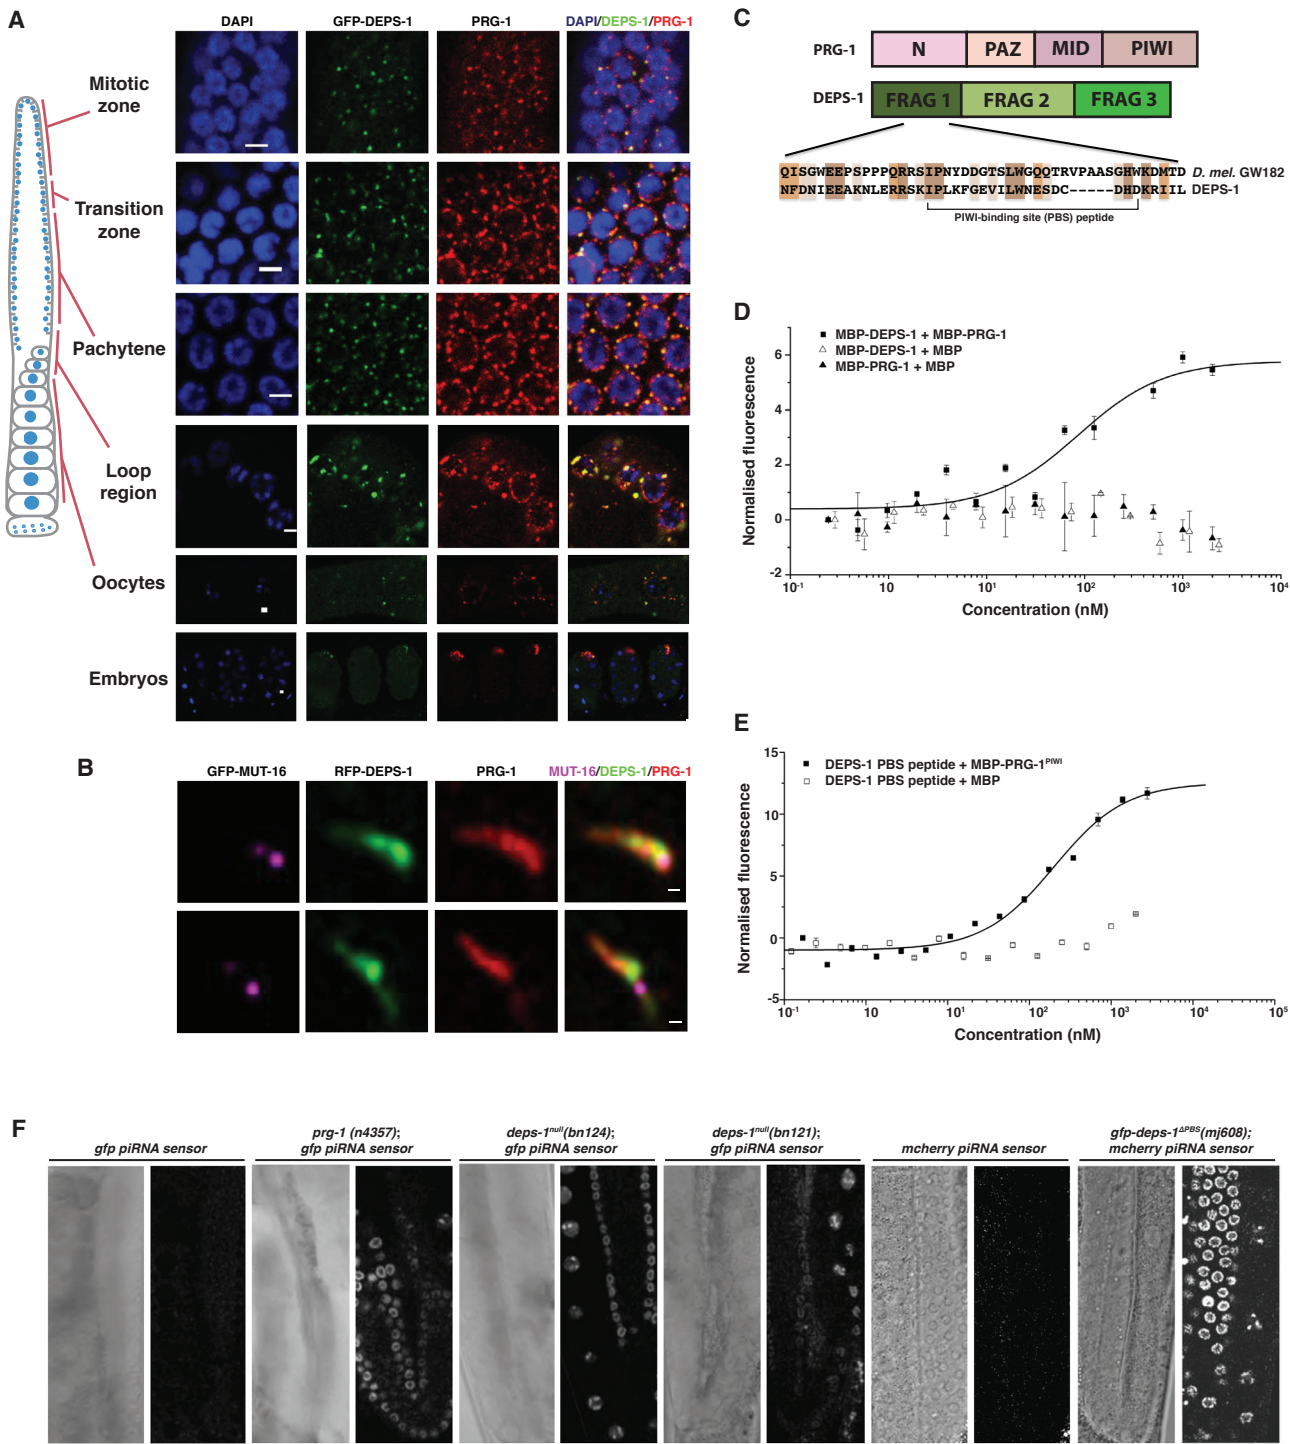 A
DAPI
GFP-DEPS-1
PRG-1
DAPI/DEPS-1/PRG-1
Mitotic
zone
Transition
zone
Pachytene
Loop
region
Oocytes
Embryos
B
GFP-MUT-16
RFP-DEPS-1
PRG-1
MUT-16/DEPS-1/PRG-1
C
PRG-1
N
PAZ
MID
PIWI
DEPS-1
FRAG 1
FRAG 2
FRAG 3
QISGWEEPSPPPQRRSIPNYDDGTSLWGQQTRVPAASGHWKDMTD D. mel. GW182
NFDNIEEAKNLERRSKIPLKFGEVILWNESDC-----DHDKRIIL DEPS-1
PIWI-binding site (PBS) peptide
D
MBP-DEPS-1 + MBP-PRG-1
MBP-DEPS-1 + MBP
MBP-PRG-1 + MBP
Normalised fluorescence
6
4
2
0
-2
10⁻¹
10
10¹
10²
10³
10⁴
Concentration (nM)
E
DEPS-1 PBS peptide + MBP-PRG-1ᴾᴵᵂᴵ
DEPS-1 PBS peptide + MBP
Normalised fluorescence
15
10
5
0
-5
10⁻¹
10
10¹
10²
10³
10⁴
10⁵
Concentration (nM)
F
gfp piRNA sensor
prg-1 (n4357);
gfp piRNA sensor
deps-1ⁿᵘˡˡ(bn124);
gfp piRNA sensor
deps-1ⁿᵘˡˡ(bn121);
gfp piRNA sensor
mcherry piRNA sensor
gfp-deps-1ᐞᴾᴮˢ(mj608);
mcherry piRNA sensor